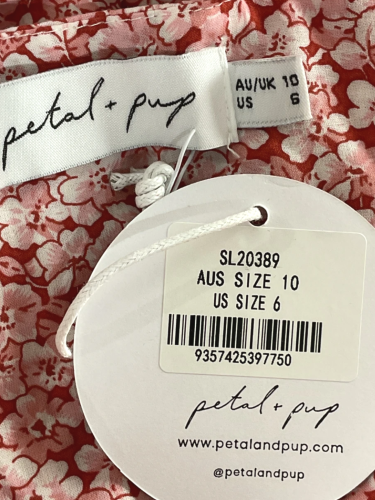 petal + pup
AU/UK 10
US 6
SL20389
AUS SIZE 10
US SIZE 6
9357425397750
petal + pup
www.petalandpup.com
@petalandpup